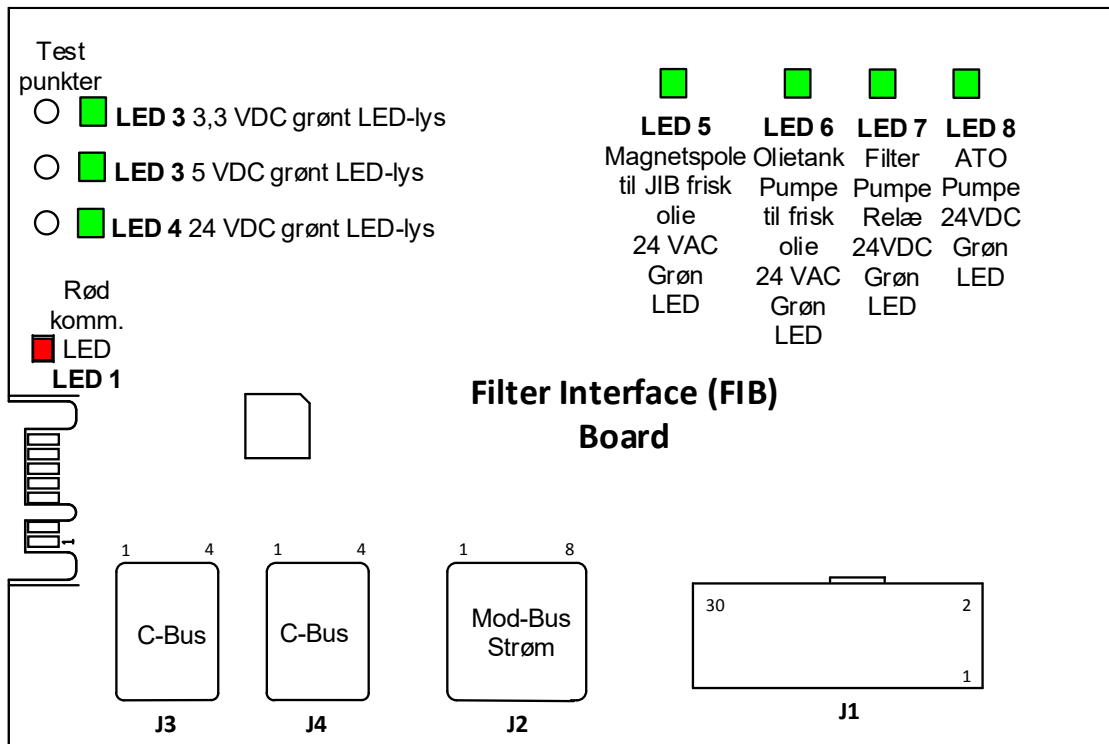 Test
punkter
LED 3 3,3 VDC grønt LED-lys
LED 3 5 VDC grønt LED-lys
LED 4 24 VDC grønt LED-lys
Rød
komm.
LED
LED 1
LED 5
Magnetspole
til JIB frisk
olie
24 VAC
Grøn
LED
LED 6
Olietank
Pumpe
til frisk
olie
24 VAC
Grøn
LED
LED 7
Filter
Pumpe
Relæ
24VDC
Grøn
LED
LED 8
ATO
Pumpe
24VDC
Grøn
LED
Filter Interface (FIB)
Board
1
1 4
C-Bus
J3
1 4
C-Bus
J4
1 8
Mod-Bus
Strøm
J2
30 2
1
J1